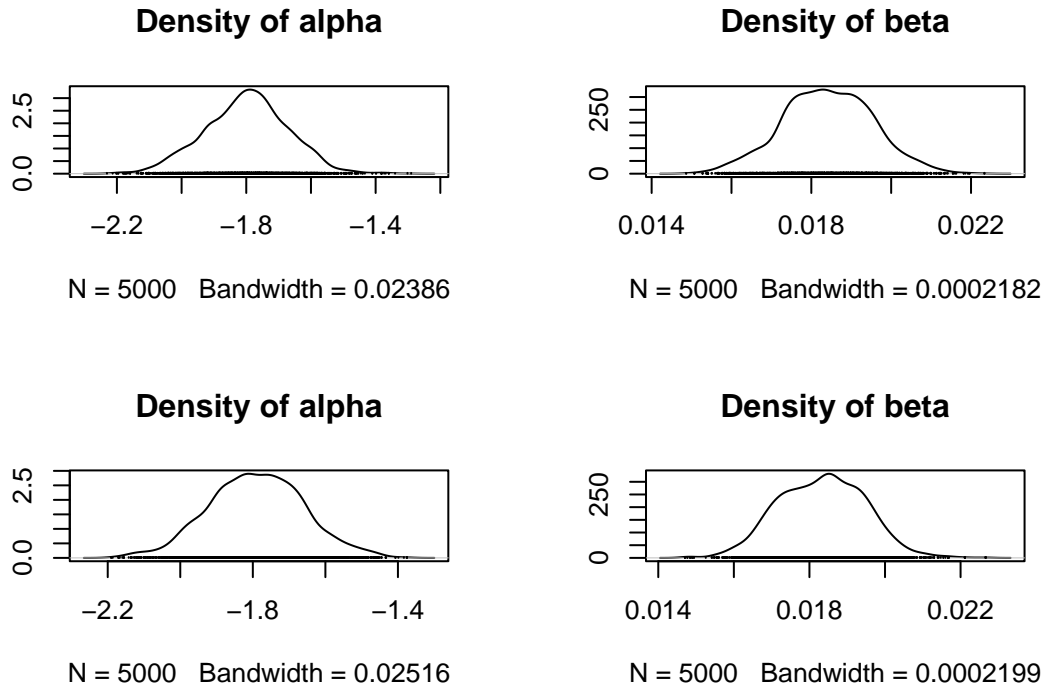 Density of alpha
2.5
0.0
−2.2 −1.8 −1.4
N = 5000 Bandwidth = 0.02386
Density of beta
250
0
0.014 0.018 0.022
N = 5000 Bandwidth = 0.0002182
Density of alpha
2.5
0.0
−2.2 −1.8 −1.4
N = 5000 Bandwidth = 0.02516
Density of beta
250
0
0.014 0.018 0.022
N = 5000 Bandwidth = 0.0002199